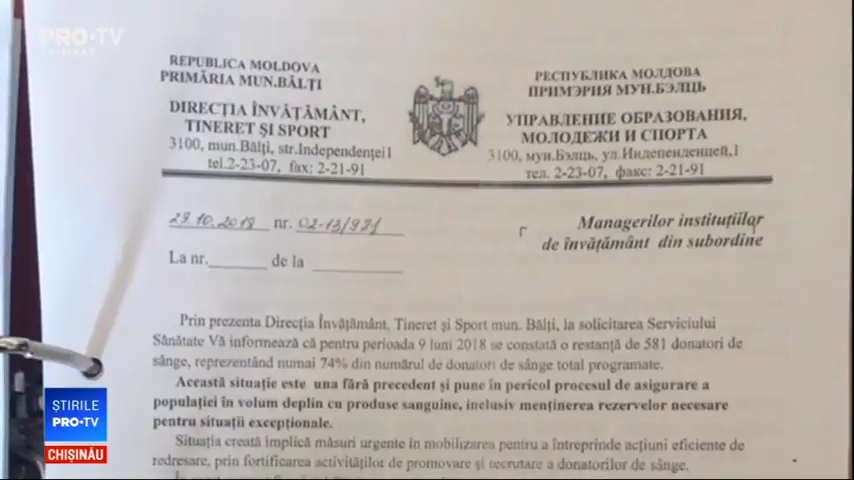 PRO•TV
CHIȘINĂU
REPUBLICA MOLDOVA
PRIMĂRIA MUN.BĂLȚI
DIRECȚIA ÎNVĂȚĂMÂNT,
TINERET ȘI SPORT
3100, mun.Bălți, str.Independenței1
tel.2-23-07, fax: 2-21-91
РЕСПУБЛИКА МОЛДОВА
ПРИМЭРИЯ МУН.БЭЛЦЬ
УПРАВЛЕНИЕ ОБРАЗОВАНИЯ,
МОЛОДЕЖИ И СПОРТА
3100, мун.Бэлць, ул.Индепенденцей,1
тел. 2-23-07, факс: 2-21-91
29.10.2018 nr. 02-13/931
La nr.______ de la ________
Managerilor instituțiilor
de învățământ din subordine
Prin prezenta Direcția Învățământ, Tineret și Sport mun. Bălți, la solicitarea Serviciului
Sănătate Vă informează că pentru perioada 9 luni 2018 se constată o restanță de 581 donatori de
sânge, reprezentând numai 74% din numărul de donatori de sânge total programate.
Această situație este una fără precedent și pune în pericol procesul de asigurare a
populației în volum deplin cu produse sanguine, inclusiv menținerea rezervelor necesare
pentru situații excepționale.
Situația creată implică măsuri urgente în mobilizarea pentru a întreprinde acțiuni eficiente de
redresare, prin fortificarea activităților de promovare și recrutare a donatorilor de sânge.
ȘTIRILE
PRO•TV
CHIȘINĂU